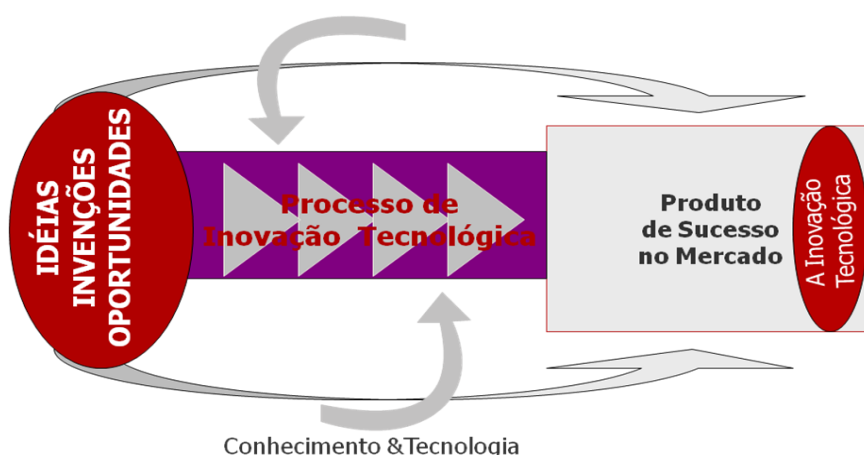 IDÉIAS
INVENÇÕES
OPORTUNIDADES
Processo de
Inovação Tecnológica
Produto
de Sucesso
no Mercado
A Inovação
Tecnológica
Conhecimento &Tecnologia